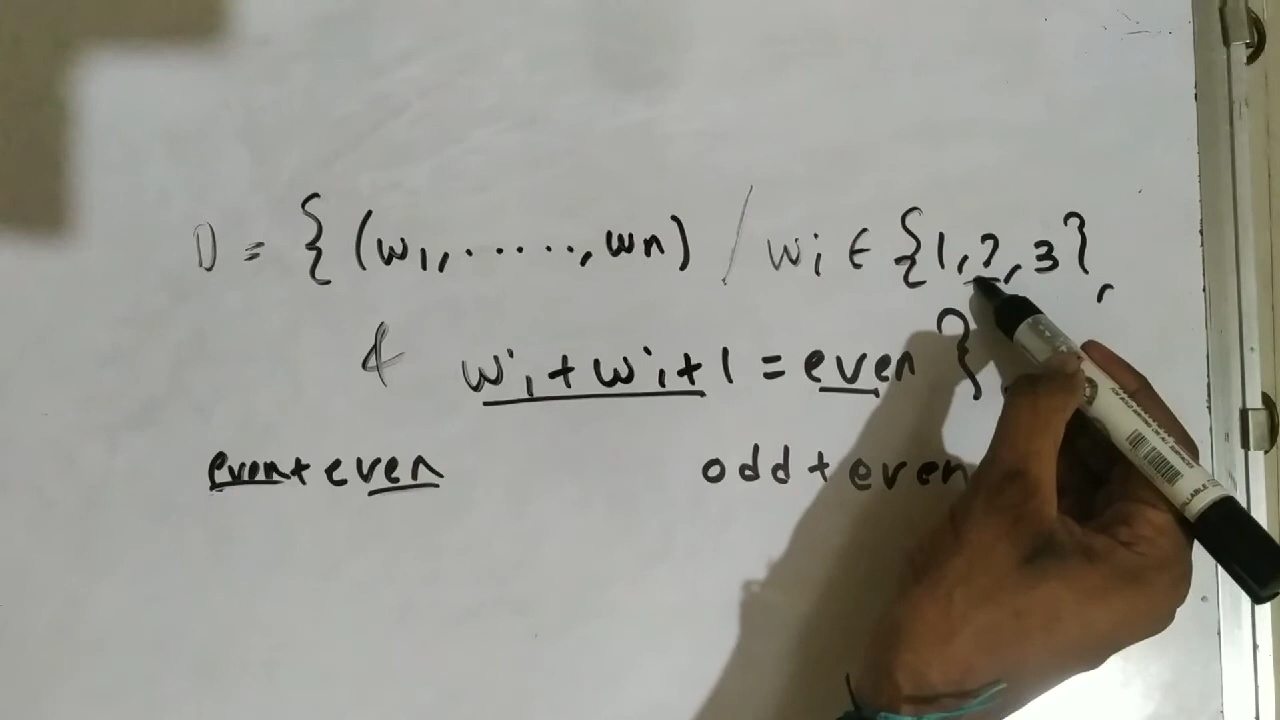 D = { (w1, ......, wn) / wi ∈ {1, 2, 3},
& wi + wi+1 = even }
even + even odd + even